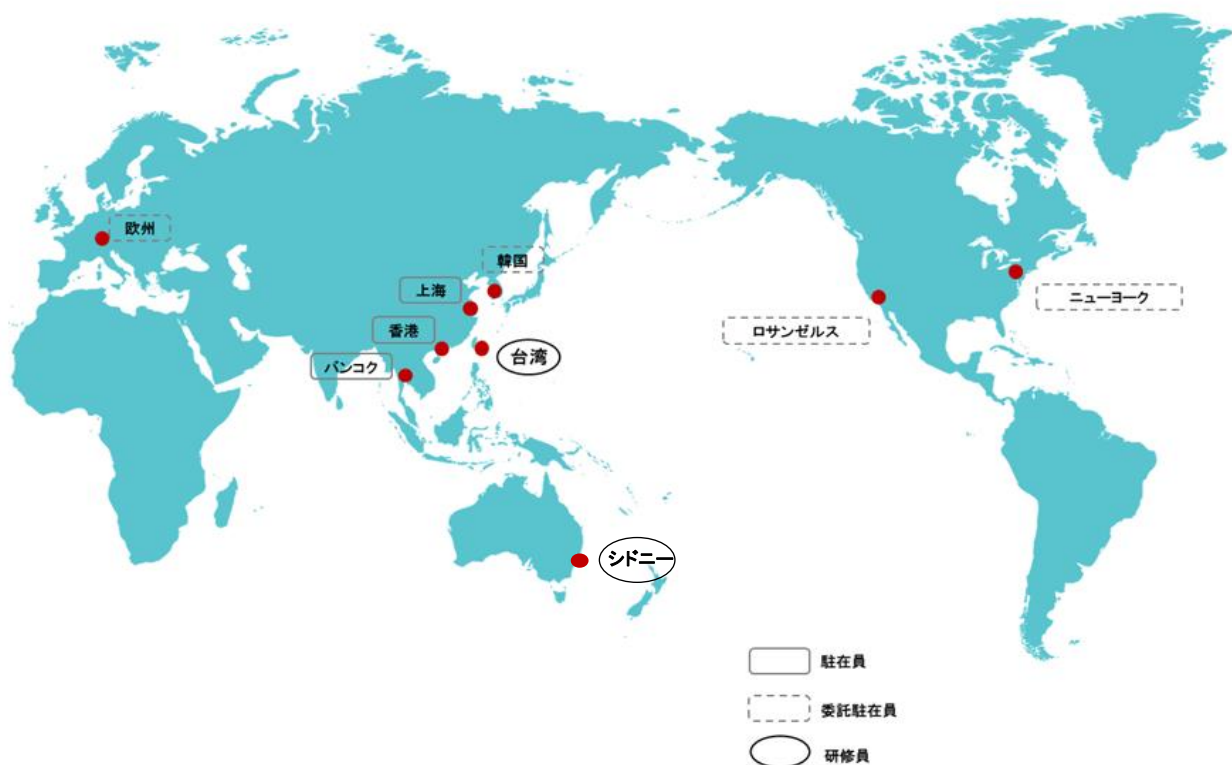 欧州
韓国
上海
香港
バンコク
台湾
シドニー
ロサンゼルス
ニューヨーク
駐在員
委託駐在員
研修員